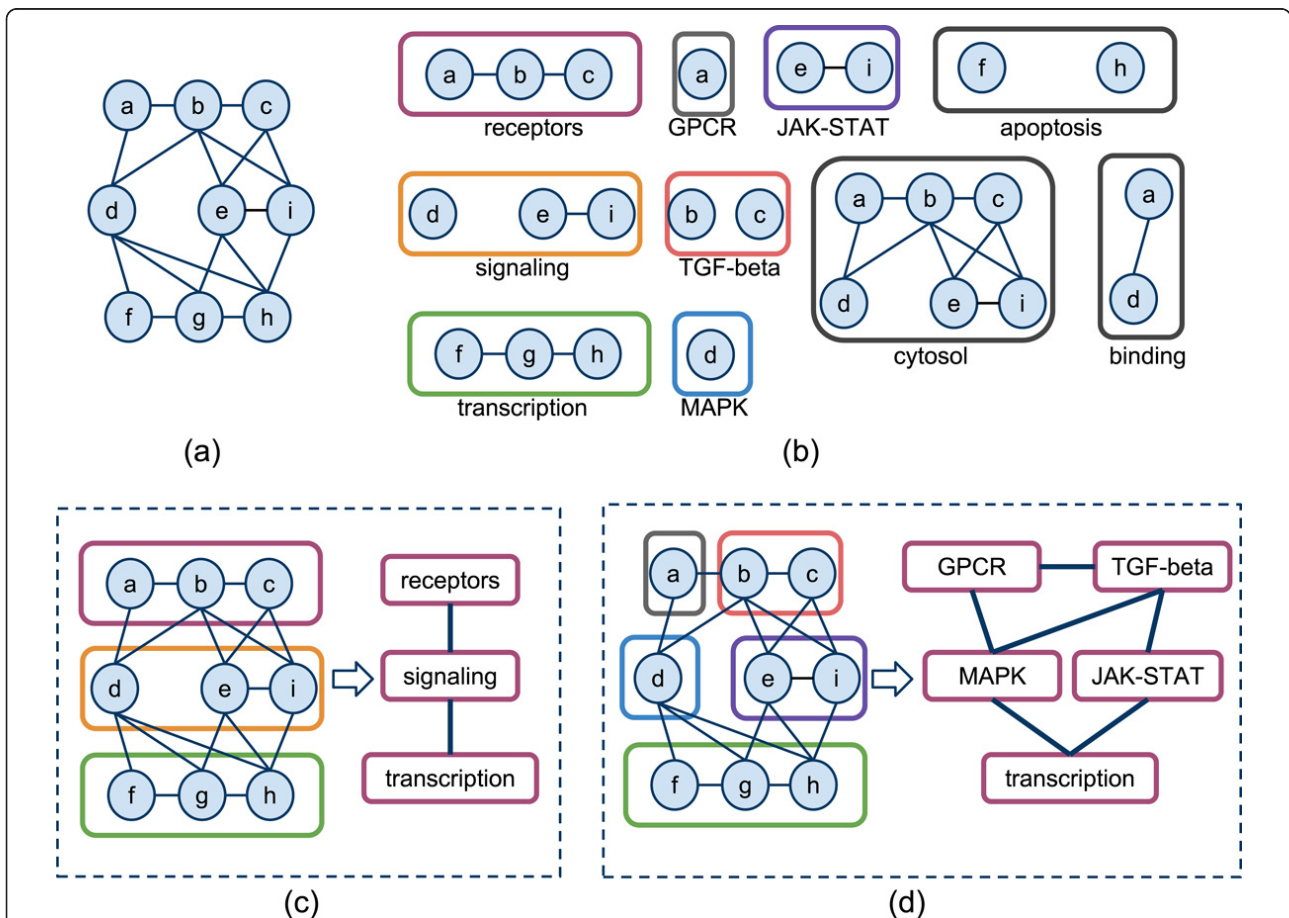 a b c
d e i
f g h
(a)
a b c
receptors
a
GPCR
e i
JAK-STAT
f h
apoptosis
d e i
signaling
b c
TGF-beta
a b c
d e i
cytosol
a
d
binding
f g h
transcription
d
MAPK
(b)
a b c
d e i
f g h
receptors
signaling
transcription
(c)
a b c
d e i
f g h
GPCR TGF-beta
MAPK JAK-STAT
transcription
(d)